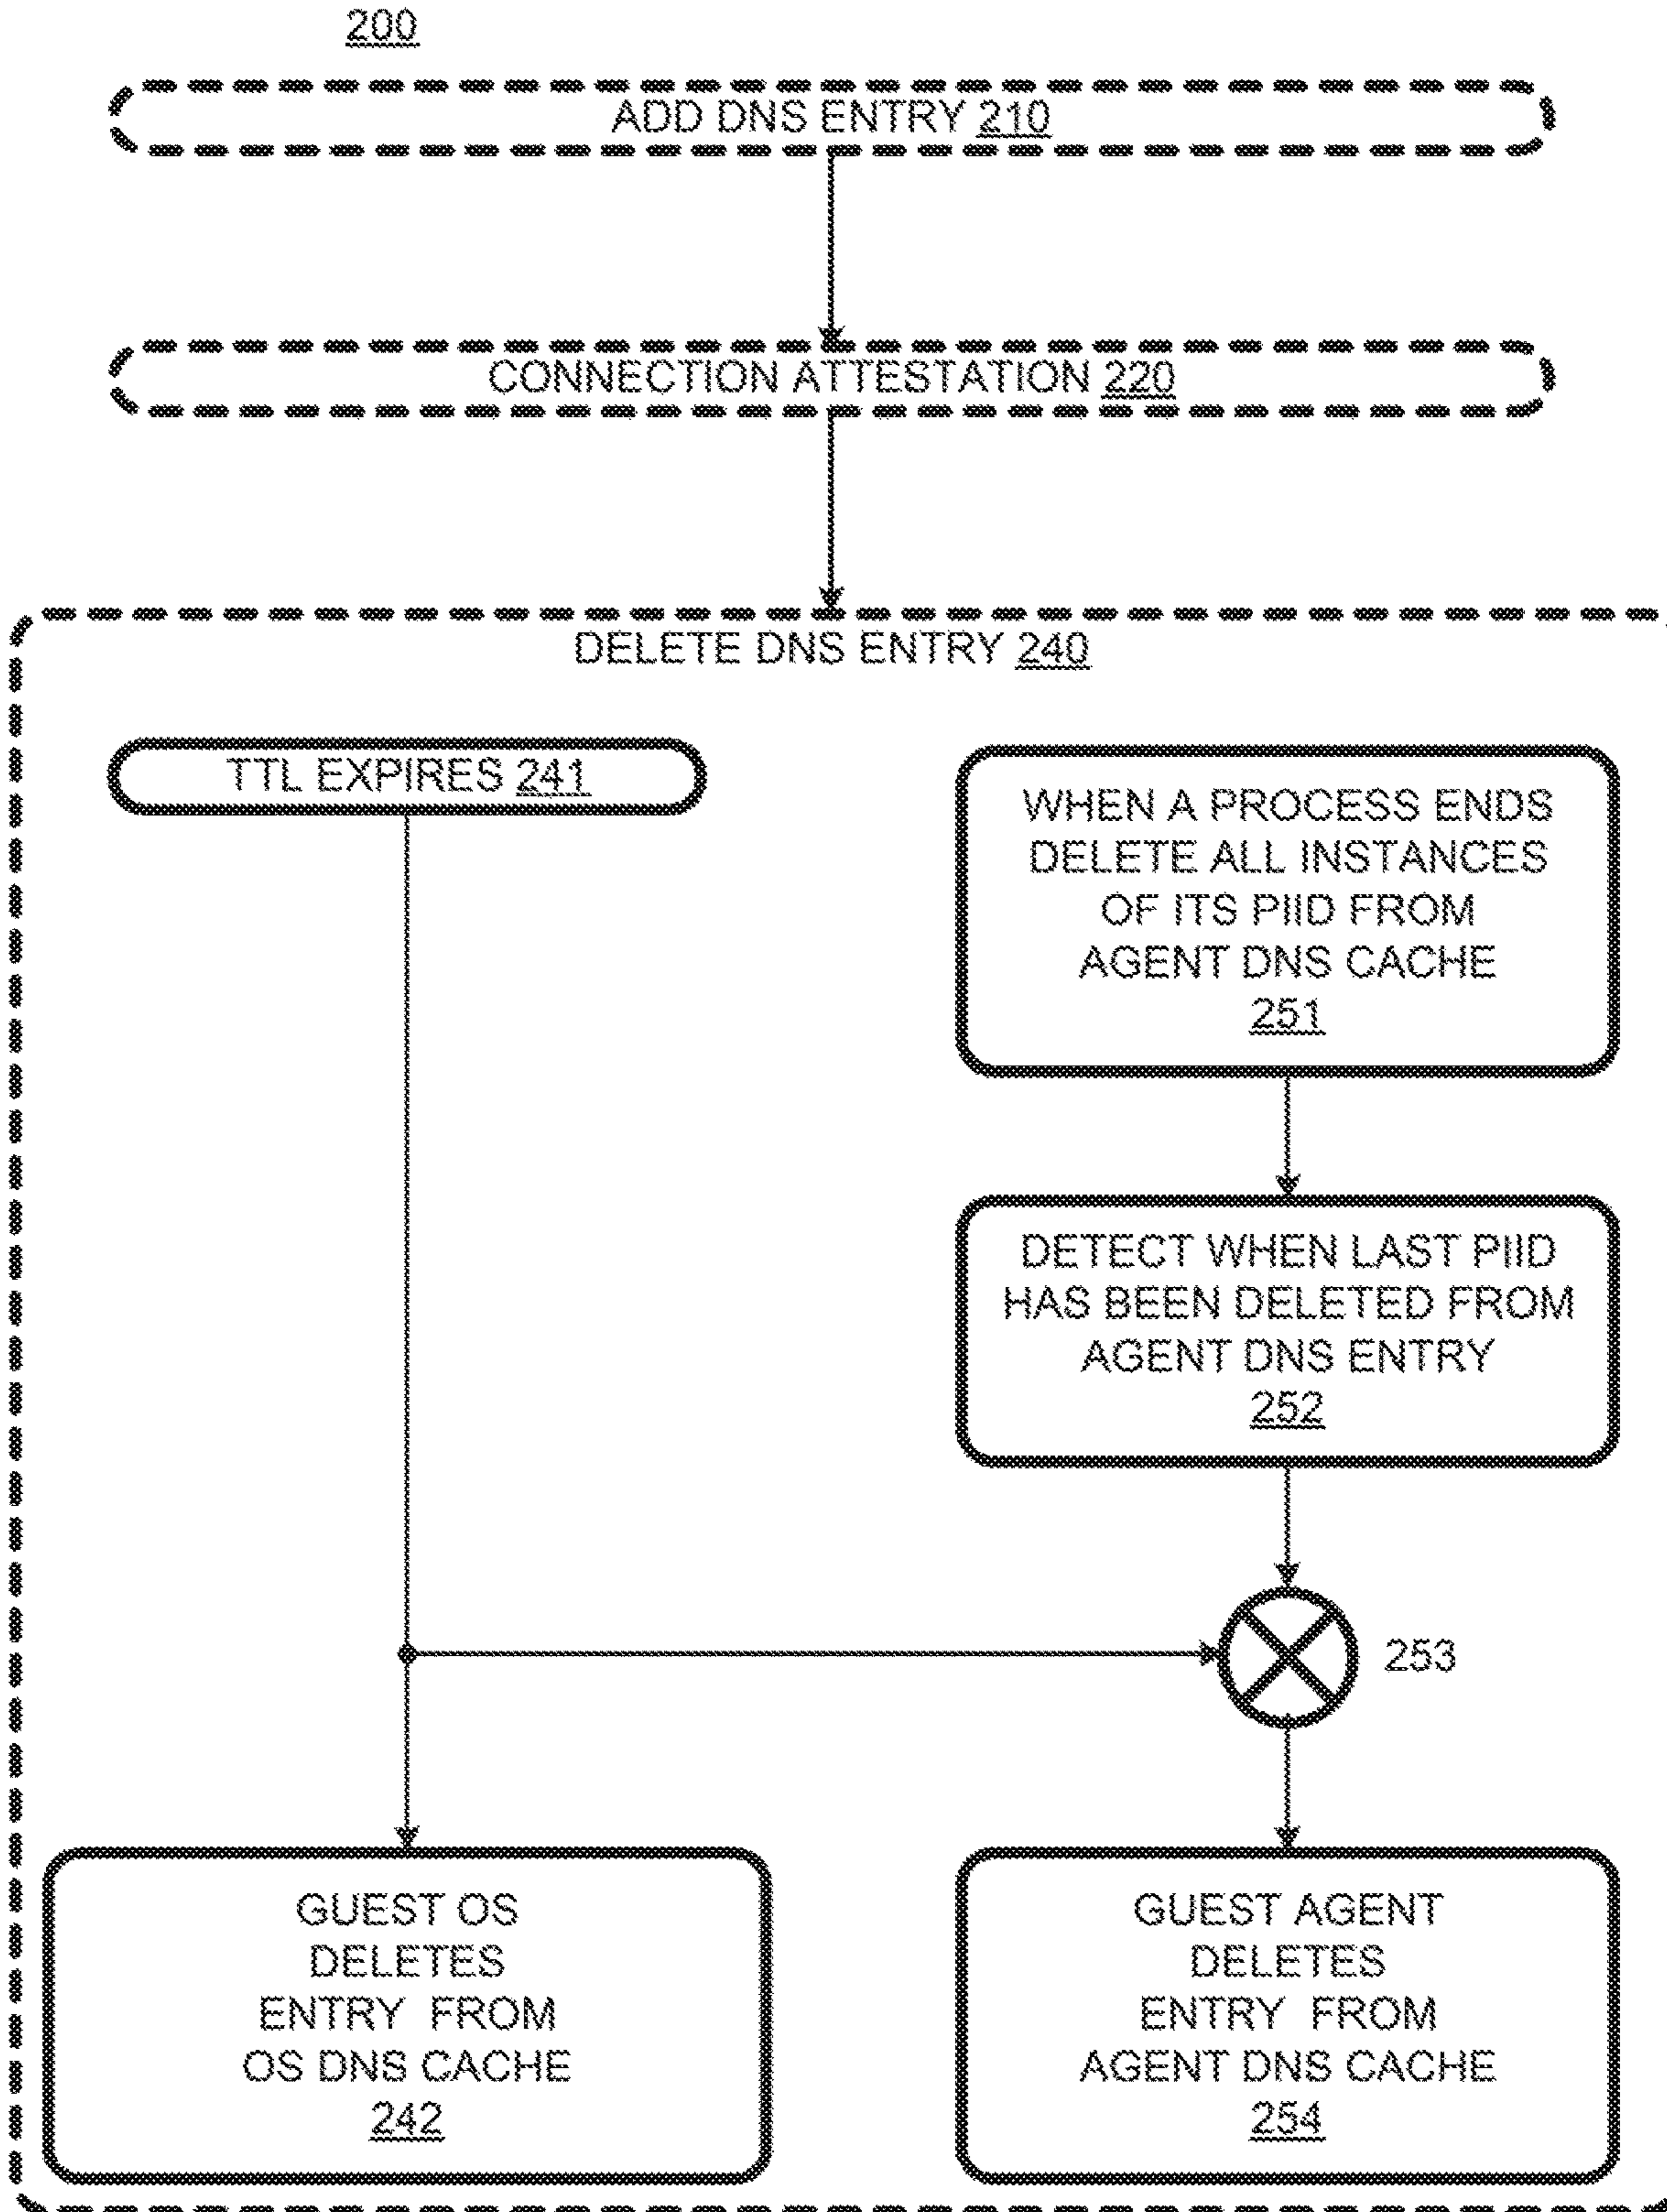 200
ADD DNS ENTRY 210
CONNECTION ATTESTATION 220
DELETE DNS ENTRY 240
TTL EXPIRES 241
WHEN A PROCESS ENDS
DELETE ALL INSTANCES
OF ITS PIID FROM
AGENT DNS CACHE
251
DETECT WHEN LAST PIID
HAS BEEN DELETED FROM
AGENT DNS ENTRY
252
253
GUEST OS
DELETES
ENTRY FROM
OS DNS CACHE
242
GUEST AGENT
DELETES
ENTRY FROM
AGENT DNS CACHE
254